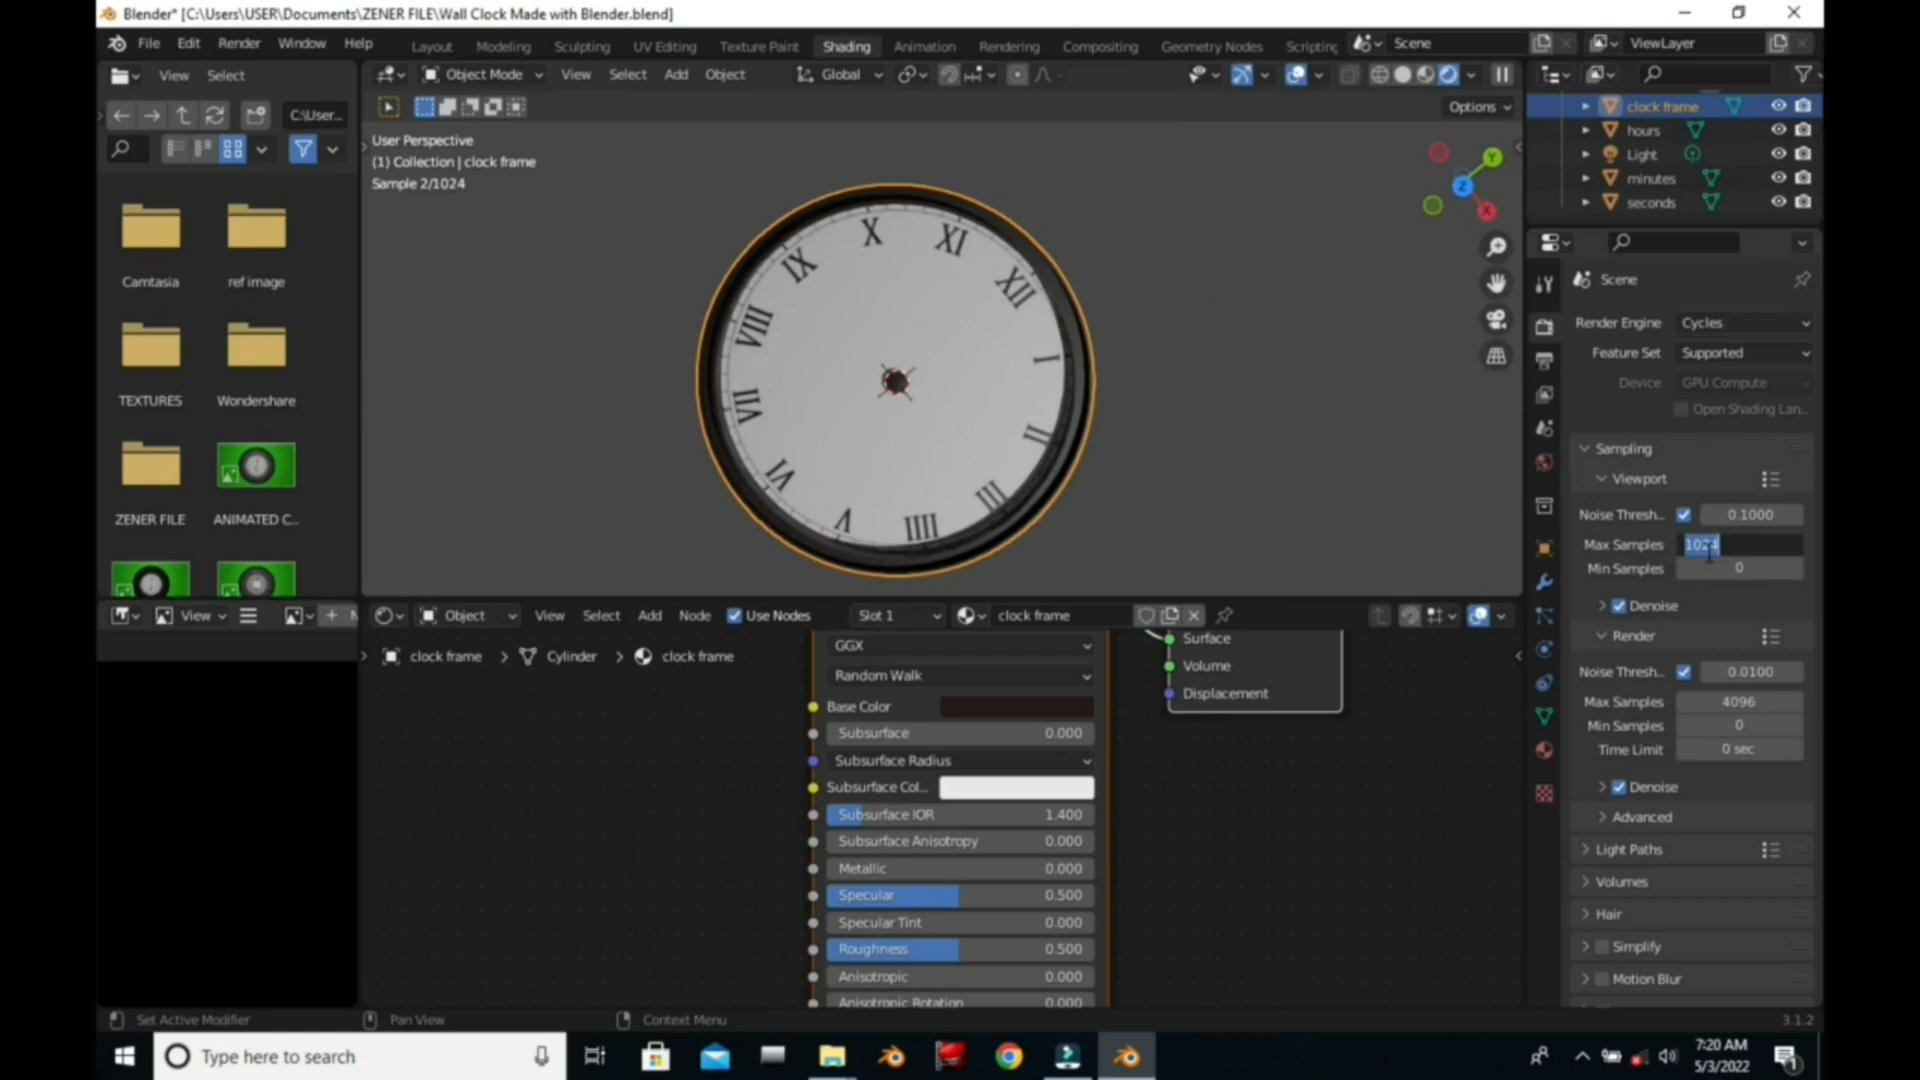 Blender* [C:\Users\USER\Documents\ZENER FILE\Wall Clock Made with Blender.blend]
File Edit Render Window Help Layout Modeling Sculpting UV Editing Texture Paint Shading Animation Rendering Compositing Geometry Nodes Scripting Scene ViewLayer
View Select Object Mode View Select Add Object Global
C:\User... Options
User Perspective
(1) Collection | clock frame
Sample 2/1024
clock frame
hours
Light
minutes
seconds
Y
Z
X
X XI XII I II III IIII V VI VII VIII IX
Camtasia ref image
TEXTURES Wondershare
ZENER FILE ANIMATED C...
Scene
Render Engine Cycles
Feature Set Supported
Device GPU Compute
Open Shading Lan...
Sampling
Viewport
Noise Thresh... 0.1000
Max Samples 1024
Min Samples 0
Denoise
Render
Noise Thresh... 0.0100
Max Samples 4096
Min Samples 0
Time Limit 0 sec
Denoise
Advanced
Light Paths
Volumes
Hair
Simplify
Motion Blur
View Object View Select Add Node Use Nodes Slot 1 clock frame
clock frame > Cylinder > clock frame
GGX
Random Walk
Base Color
Subsurface 0.000
Subsurface Radius
Subsurface Col...
Subsurface IOR 1.400
Subsurface Anisotropy 0.000
Metallic 0.000
Specular 0.500
Specular Tint 0.000
Roughness 0.500
Anisotropic 0.000
Anisotropic Rotation 0.000
Surface
Volume
Displacement
Set Active Modifier Pan View Context Menu 3.1.2
Type here to search
7:20 AM
5/3/2022
1